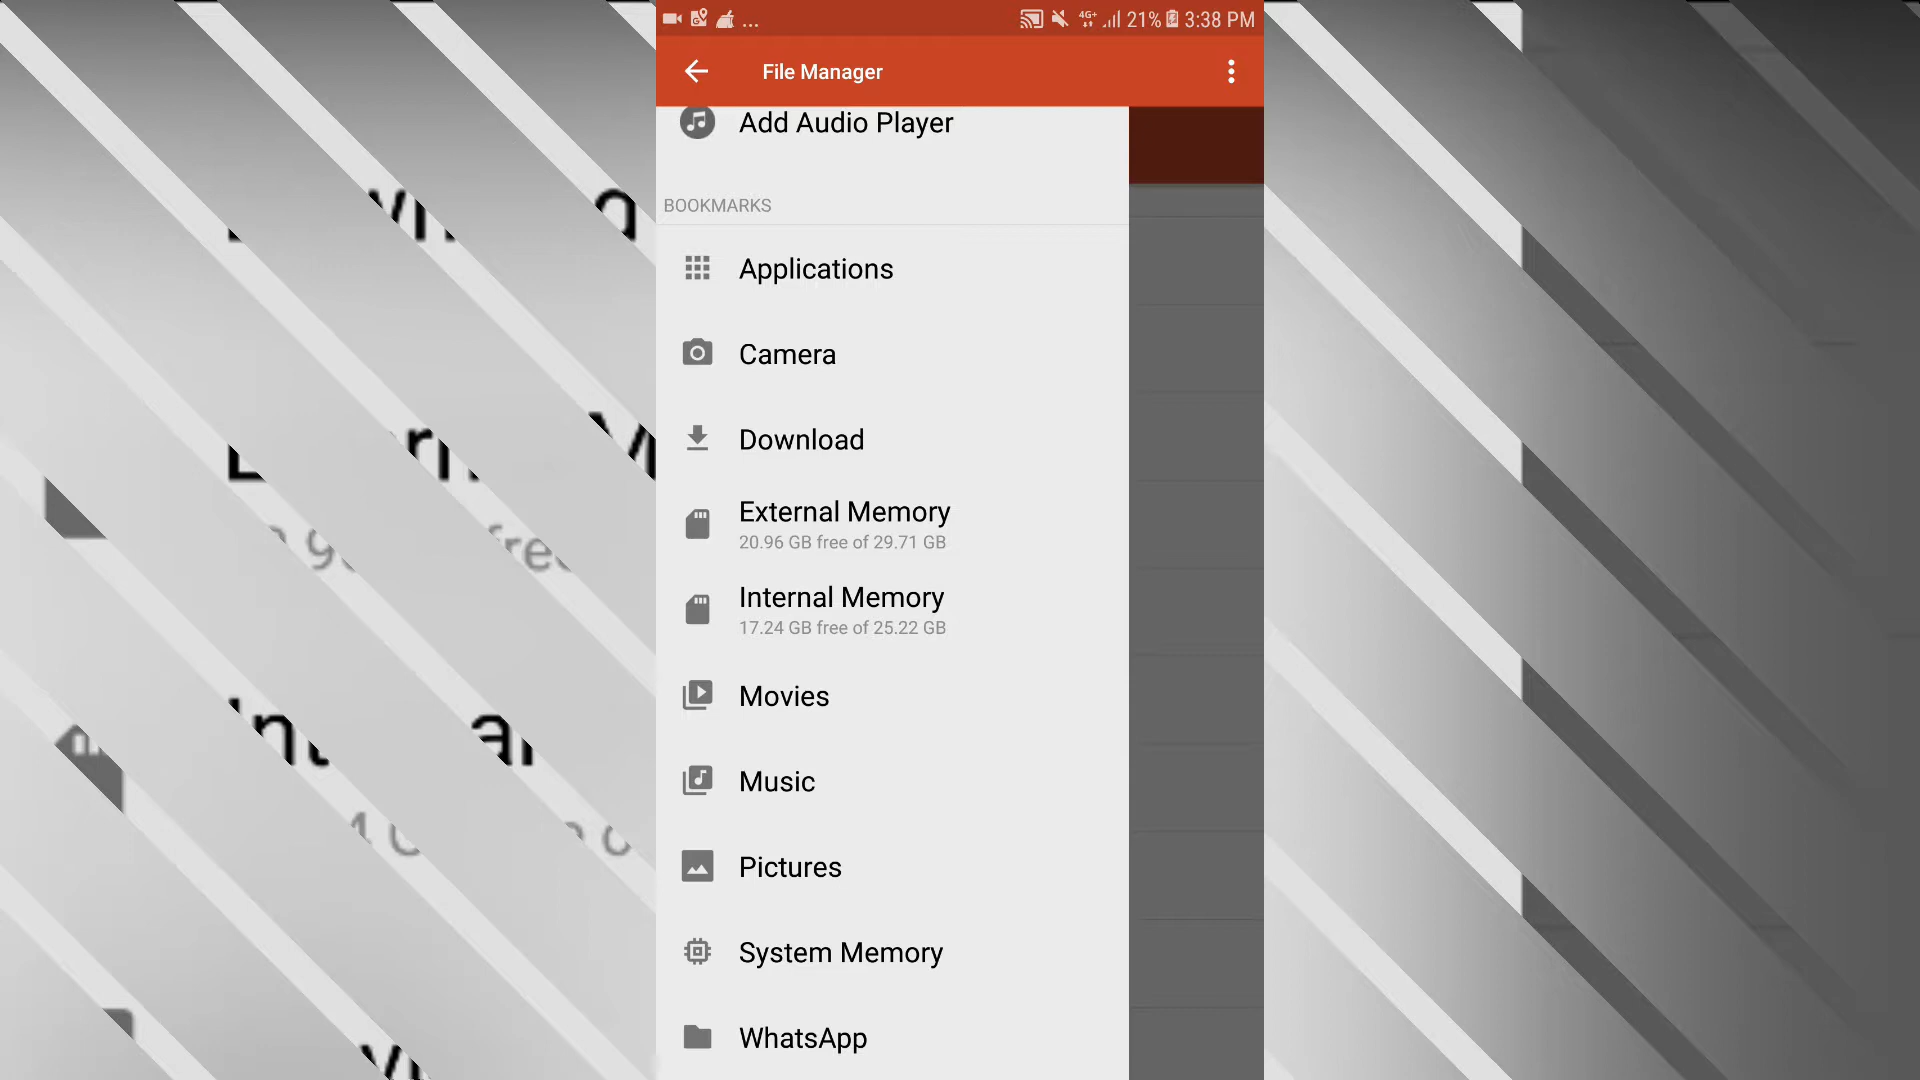 ... 4G+ 21% 3:38 PM
File Manager
Add Audio Player
BOOKMARKS
Applications
Camera
Download
External Memory
20.96 GB free of 29.71 GB
Internal Memory
17.24 GB free of 25.22 GB
Movies
Music
Pictures
System Memory
WhatsApp